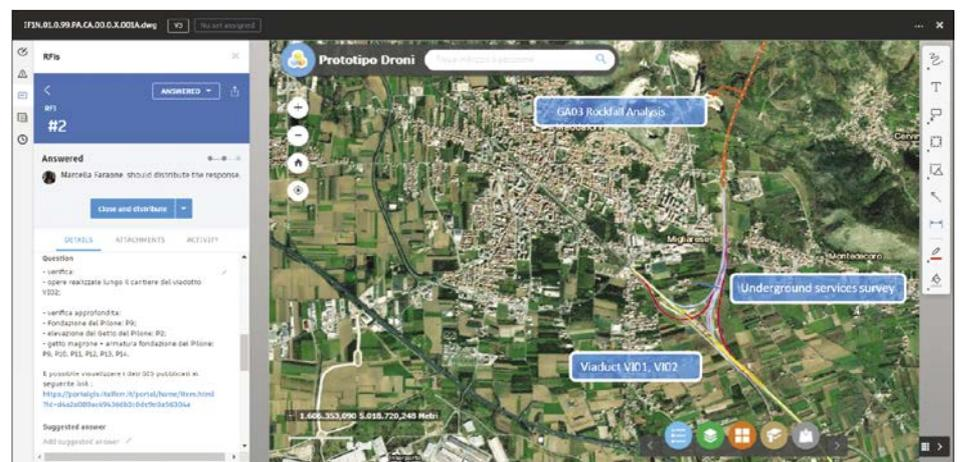 IF1N.01.0.99.PA.CA.00.0.X.001A.dwg V3 No set assigned
RFIs
ANSWERED
RFI
#2
Answered
Marcella Faraone should distribute the response.
Close and distribute
DETAILS ATTACHMENTS ACTIVITY
Question
- verifica:
- opere realizzate lungo il cantiere del viadotto
VI02;
- verifica approfondita:
- Fondazione del Pilone: P9;
- elevazione del Getto del Pilone: P2;
- getto magrone + armatura fondazione del Pilone:
P9, P10, P11, P12, P13, P14.
È possibile visualizzare i dati GIS pubblicati al
seguente link :
Suggested answer
Add suggested answer
Prototipo Droni
GA03 Rockfall Analysis
Cervin
Migliarese
Montedecoro
Underground services survey
Viaduct VI01, VI02
1.606.353,090 5.018.720,248 Metri